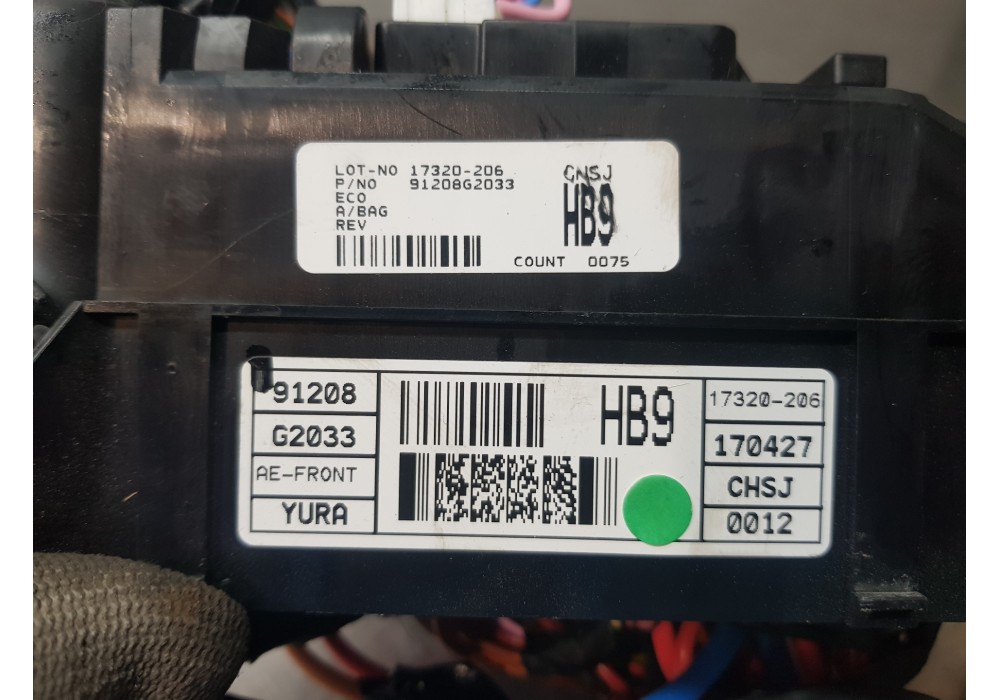 LOT-NO 17320-206
P/NO 91208G2033
ECO
A/BAG
REV
CHSJ
HB9
COUNT 0075
91208
G2033
AE-FRONT
YURA
HB9
17320-206
170427
CHSJ
0012